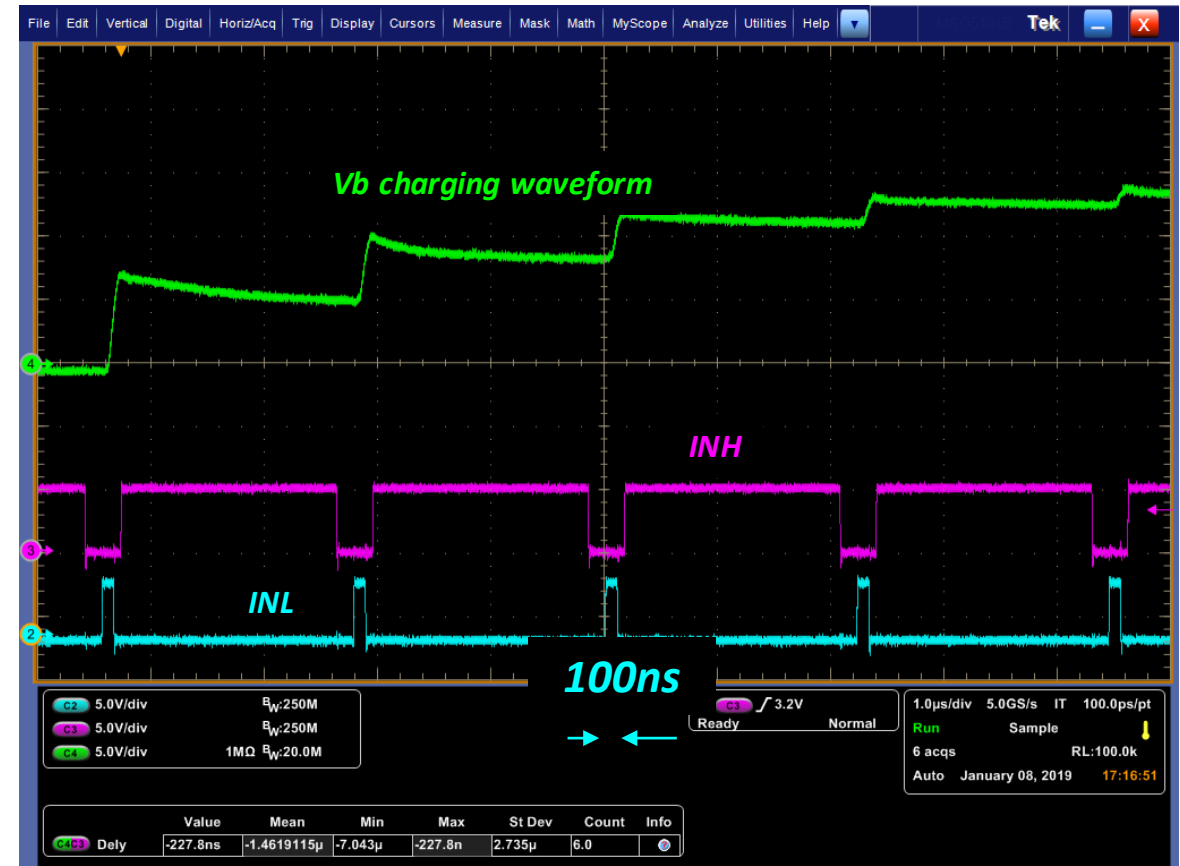 File Edit Vertical Digital Horiz/Acq Trig Display Cursors Measure Mask Math MyScope Analyze Utilities Help Tek X
Vb charging waveform
4
INH
3
INL
2
100ns
C2 5.0V/div BW:250M
C3 5.0V/div BW:250M
C4 5.0V/div 1MΩ BW:20.0M
C3 3.2V
Ready Normal
1.0µs/div 5.0GS/s IT 100.0ps/pt
Run Sample
6 acqs RL:100.0k
Auto January 08, 2019 17:16:51
Value Mean Min Max St Dev Count Info
C4C3 Dely -227.8ns -1.4619115µ -7.043µ -227.8n 2.735µ 6.0